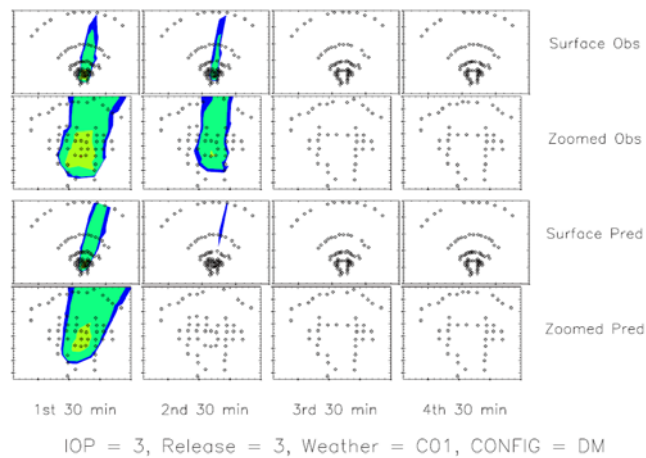 Surface Obs
Zoomed Obs
Surface Pred
Zoomed Pred
1st 30 min 2nd 30 min 3rd 30 min 4th 30 min
IOP = 3, Release = 3, Weather = C01, CONFIG = DM